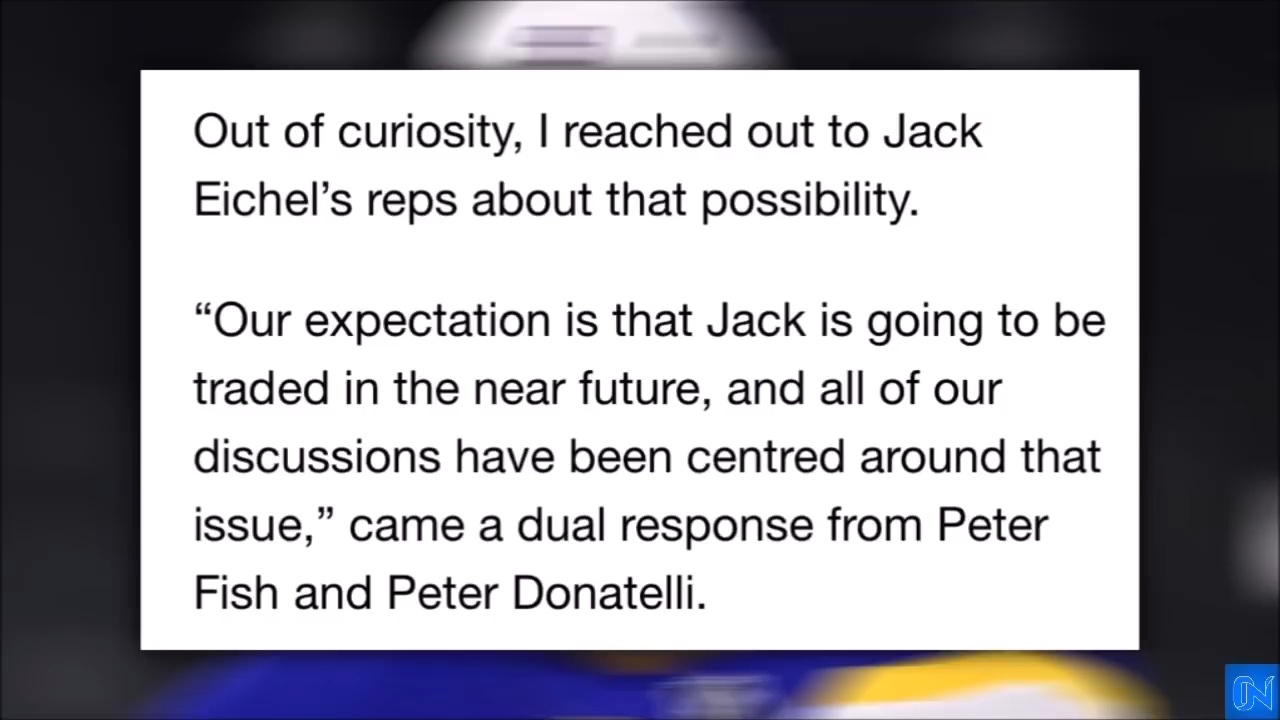 Out of curiosity, I reached out to Jack
Eichel’s reps about that possibility.
“Our expectation is that Jack is going to be
traded in the near future, and all of our
discussions have been centred around that
issue,” came a dual response from Peter
Fish and Peter Donatelli.